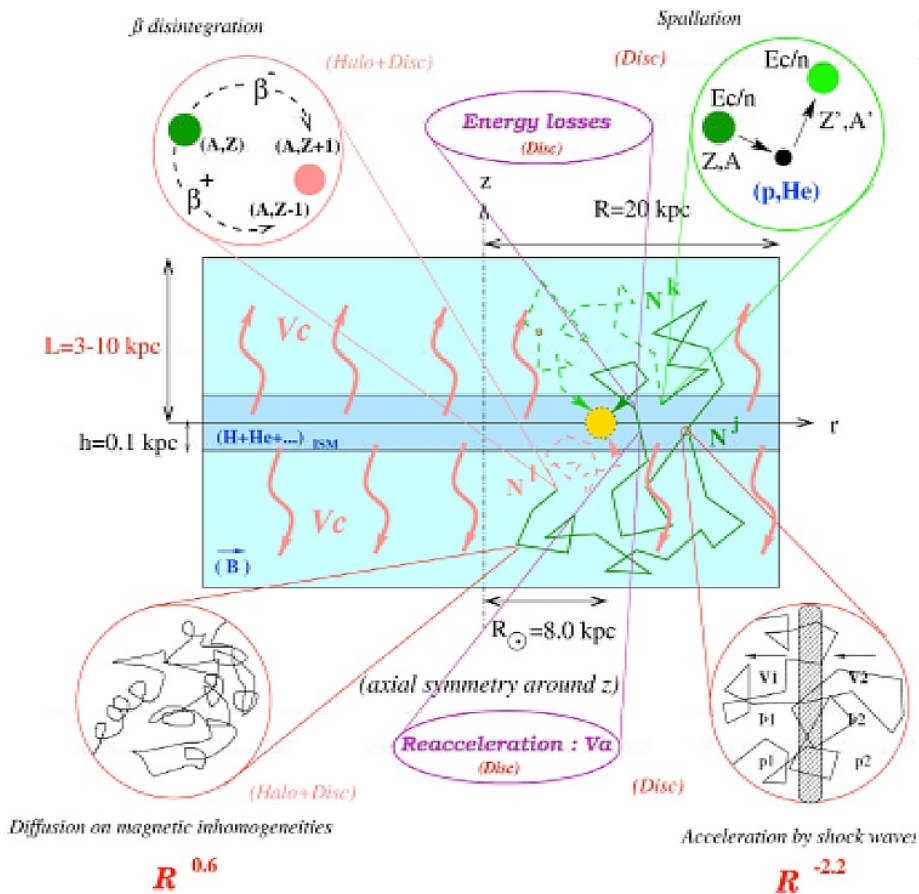 β disintegration
Spallation
(Halo+Disc)
(Disc)
β⁻
(A,Z)
(A,Z+1)
β⁺
(A,Z-1)
Energy losses
(Disc)
Ec/n
Ec/n
Z',A'
Z,A
(p,He)
z
R=20 kpc
Vc
N^k
L=3-10 kpc
(H+He+...) ISM
h=0.1 kpc
r
N^j
N^i
Vc
(B)
R☉=8.0 kpc
(axial symmetry around z)
V1
V2
Þ1
Þ2
p1
p2
Reacceleration : Va
(Disc)
(Halo+Disc)
(Disc)
Diffusion on magnetic inhomogeneities
Acceleration by shock waves
R^0.6
R^-2.2